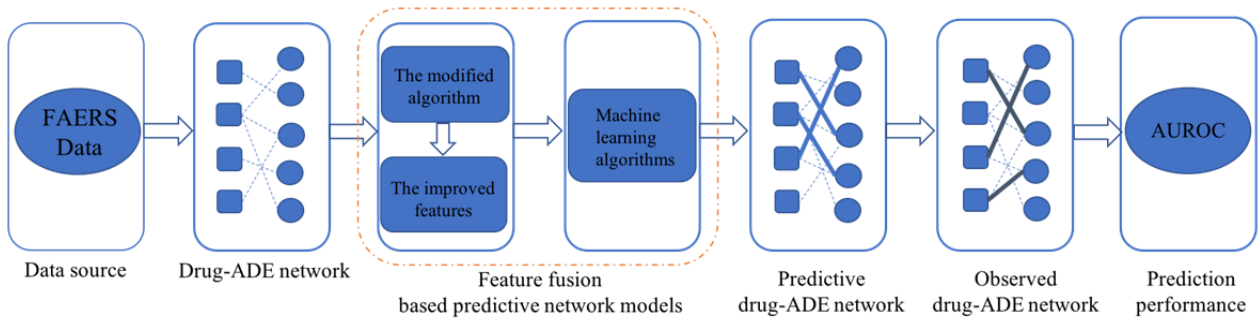 FAERS
Data
The modified
algorithm
The improved
features
Machine
learning
algorithms
AUROC
Data source
Drug-ADE network
Feature fusion
based predictive network models
Predictive
drug-ADE network
Observed
drug-ADE network
Prediction
performance